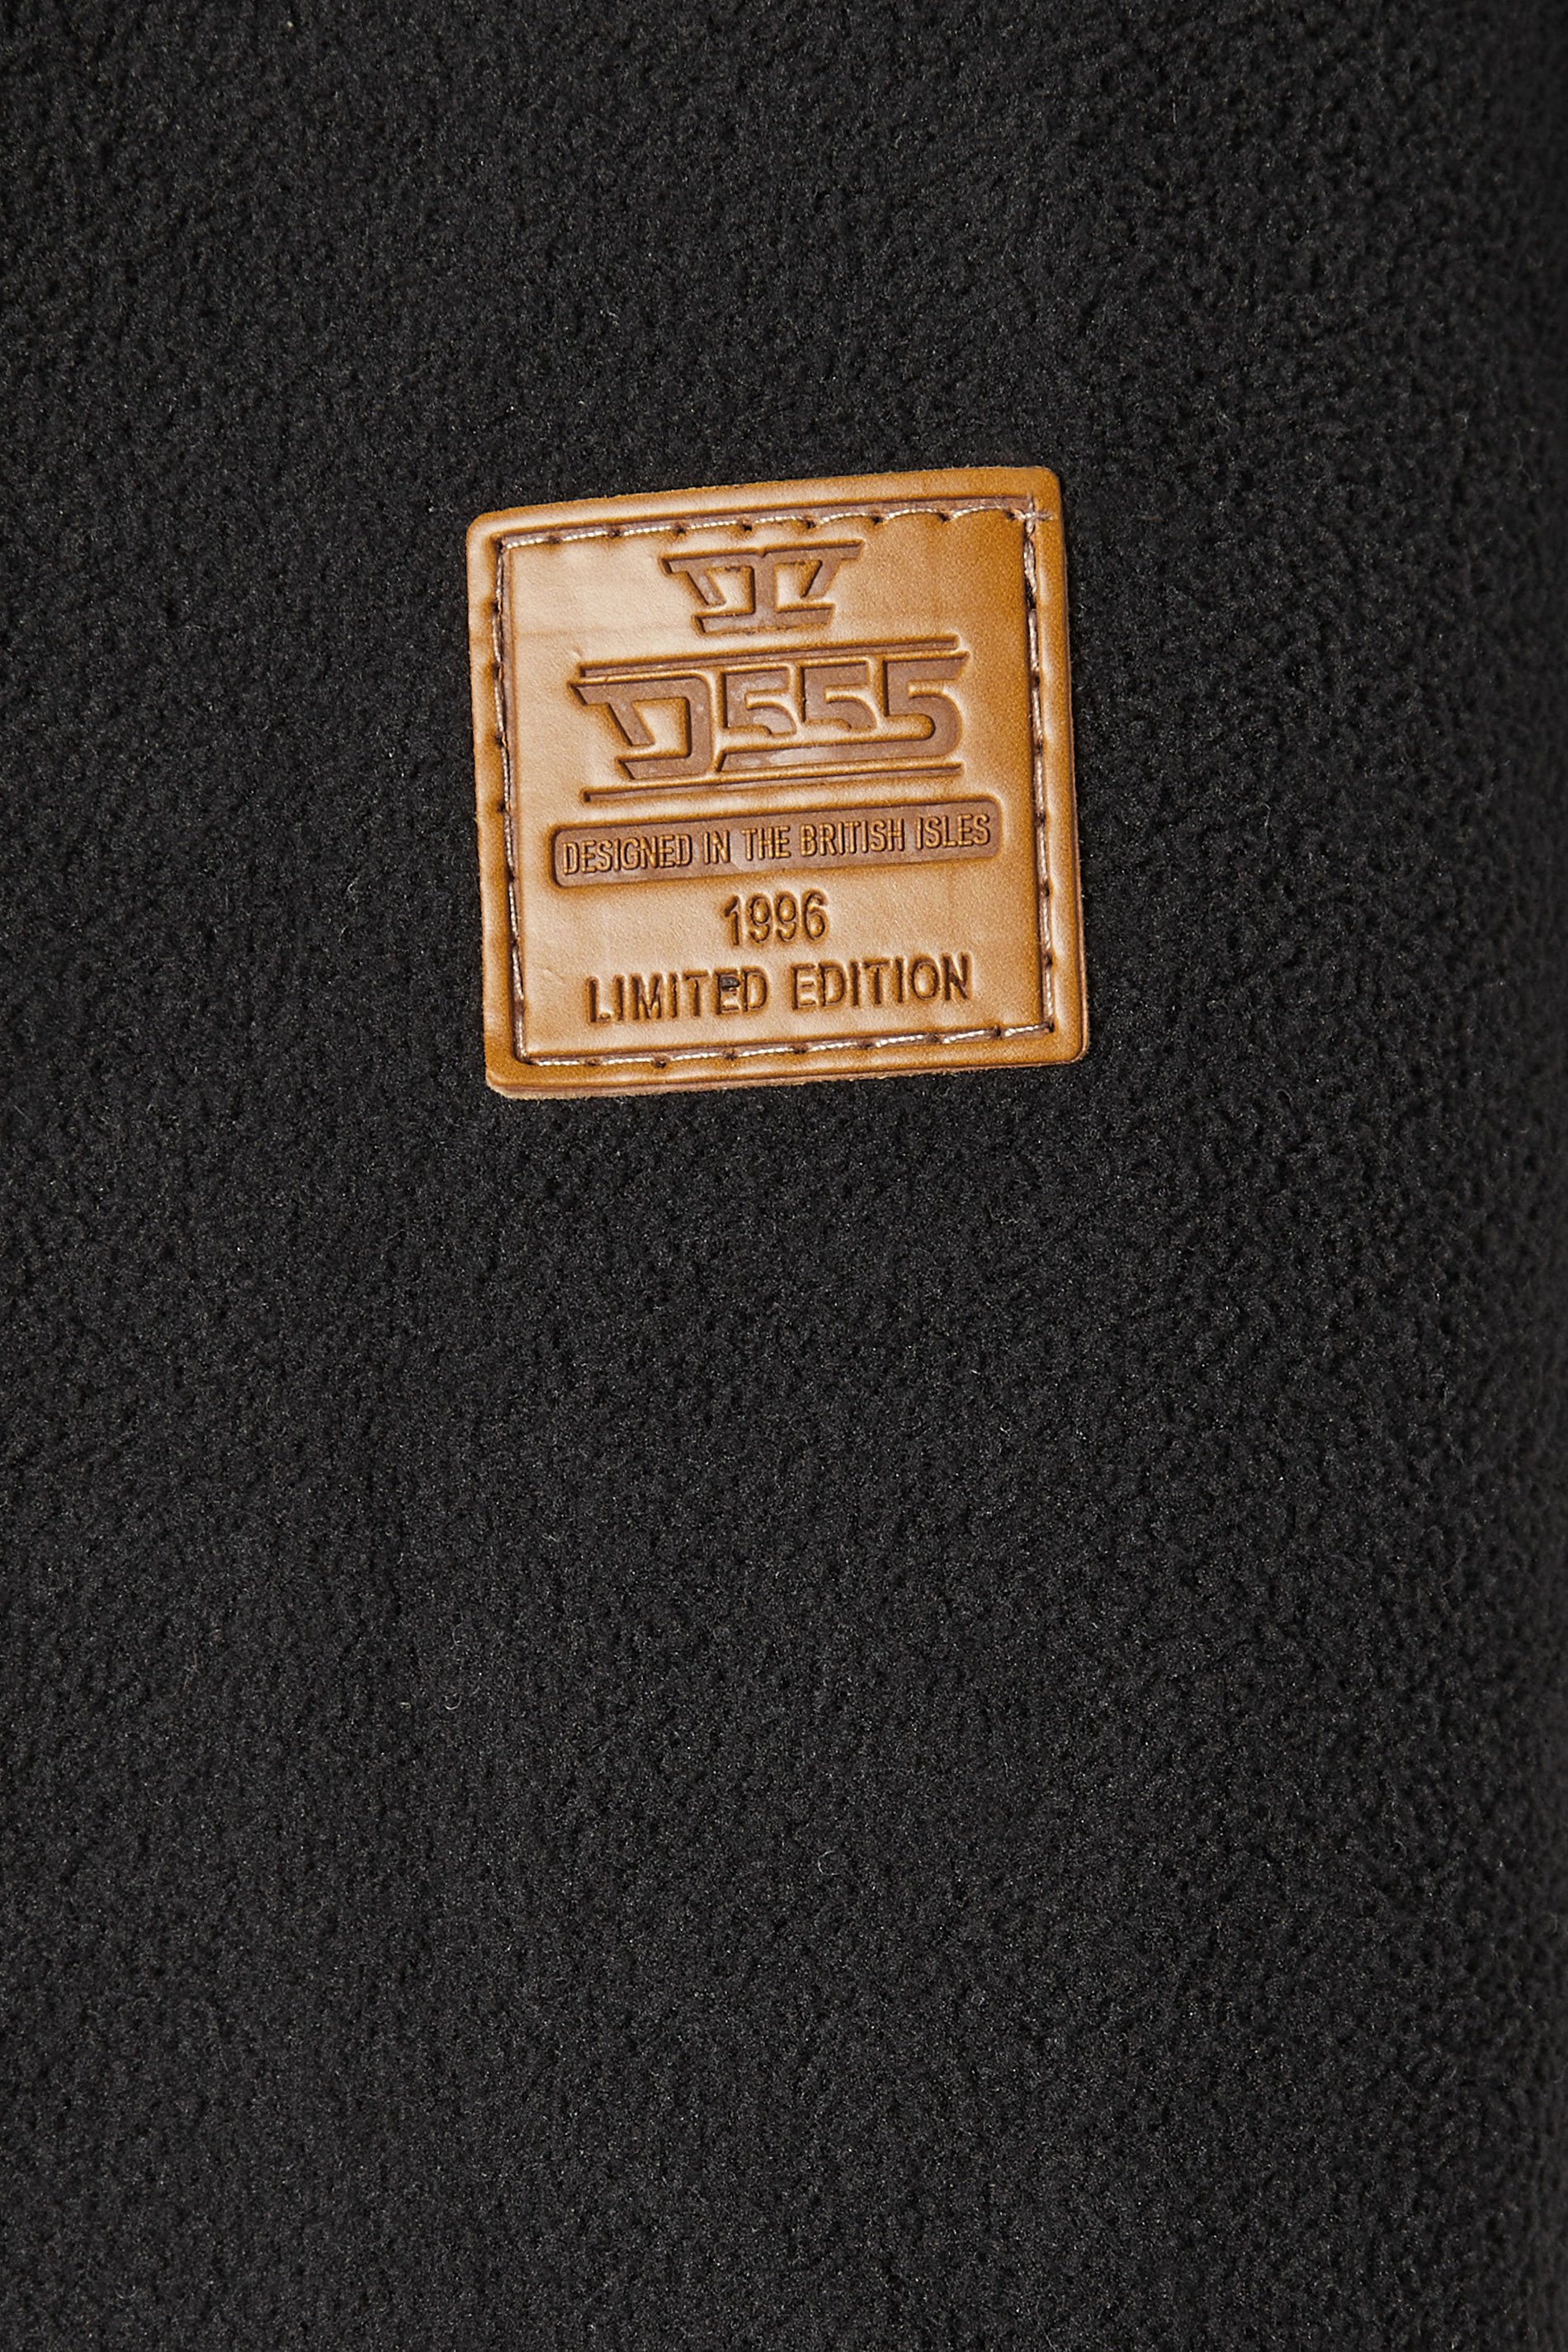 D555
DESIGNED IN THE BRITISH ISLES
1996
LIMITED EDITION